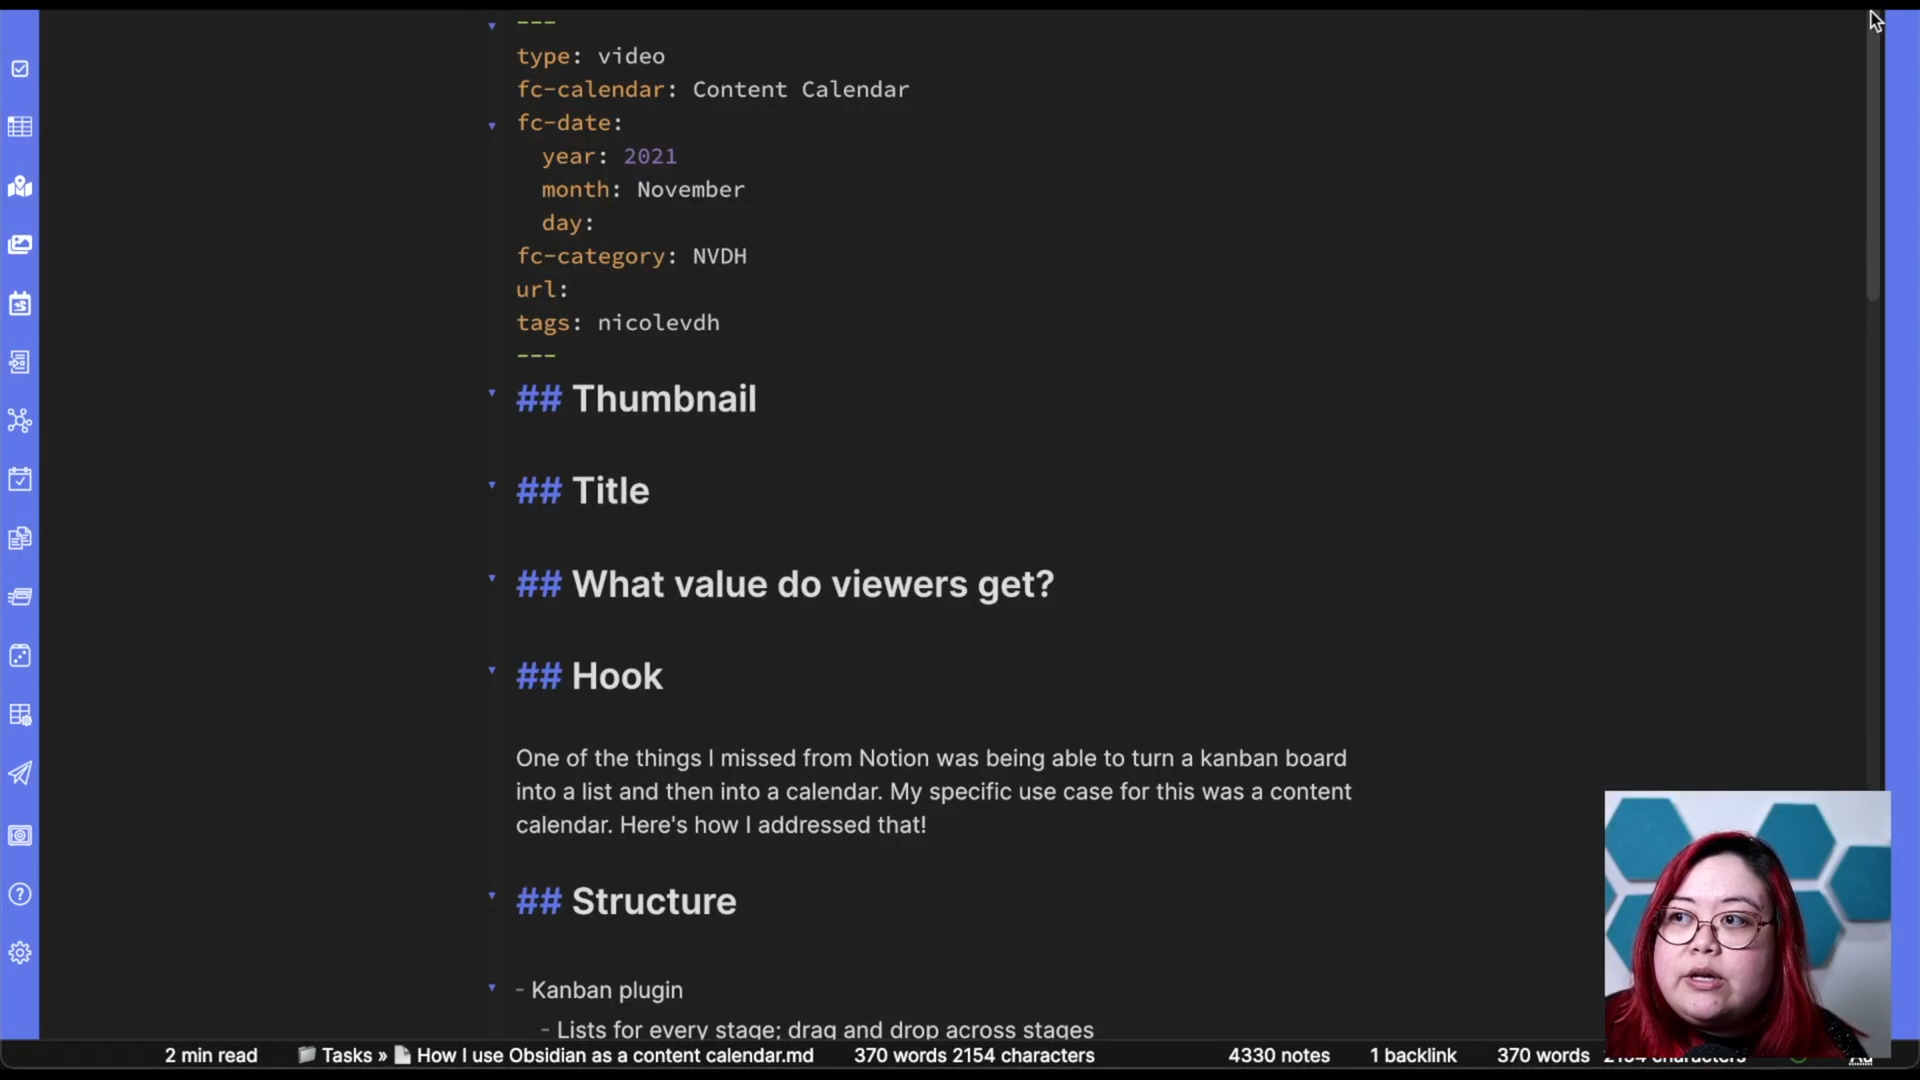 ---
type: video
fc-calendar: Content Calendar
fc-date:
year: 2021
month: November
day:
fc-category: NVDH
url:
tags: nicolevdh
---
## Thumbnail
## Title
## What value do viewers get?
## Hook
One of the things I missed from Notion was being able to turn a kanban board
into a list and then into a calendar. My specific use case for this was a content
calendar. Here's how I addressed that!
## Structure
- Kanban plugin
- Lists for every stage; drag and drop across stages
2 min read Tasks » How I use Obsidian as a content calendar.md 370 words 2154 characters 4330 notes 1 backlink 370 words